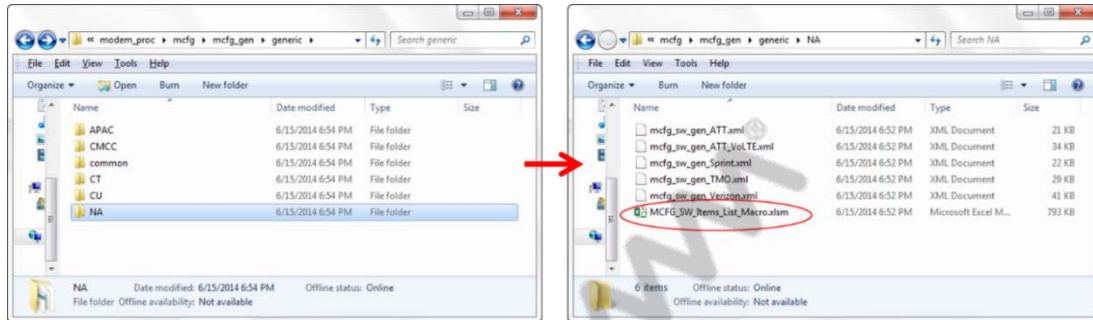 « modem_proc ▸ mcfg ▸ mcfg_gen ▸ generic ▸
Search generic
File Edit View Tools Help
Organize Open Burn New folder
Name Date modified Type Size
APAC 6/15/2014 6:54 PM File folder
CMCC 6/15/2014 6:54 PM File folder
common 6/15/2014 6:54 PM File folder
CT 6/15/2014 6:54 PM File folder
CU 6/15/2014 6:54 PM File folder
NA 6/15/2014 6:54 PM File folder
NA Date modified: 6/15/2014 6:54 PM Offline status: Online
File folder Offline availability: Not available
« mcfg ▸ mcfg_gen ▸ generic ▸ NA
Search NA
File Edit View Tools Help
Organize Burn New folder
Name Date modified Type Size
mcfg_sw_gen_ATT.xml 6/15/2014 6:52 PM XML Document 21 KB
mcfg_sw_gen_ATT_VoLTE.xml 6/15/2014 6:52 PM XML Document 34 KB
mcfg_sw_gen_Sprint.xml 6/15/2014 6:52 PM XML Document 22 KB
mcfg_sw_gen_TMO.xml 6/15/2014 6:52 PM XML Document 29 KB
mcfg_sw_gen_Verizon.xml 6/15/2014 6:52 PM XML Document 41 KB
MCFG_SW_Items_List_Macro.xlsm 6/15/2014 6:52 PM Microsoft Excel M... 793 KB
6 items Offline status: Online
Offline availability: Not available